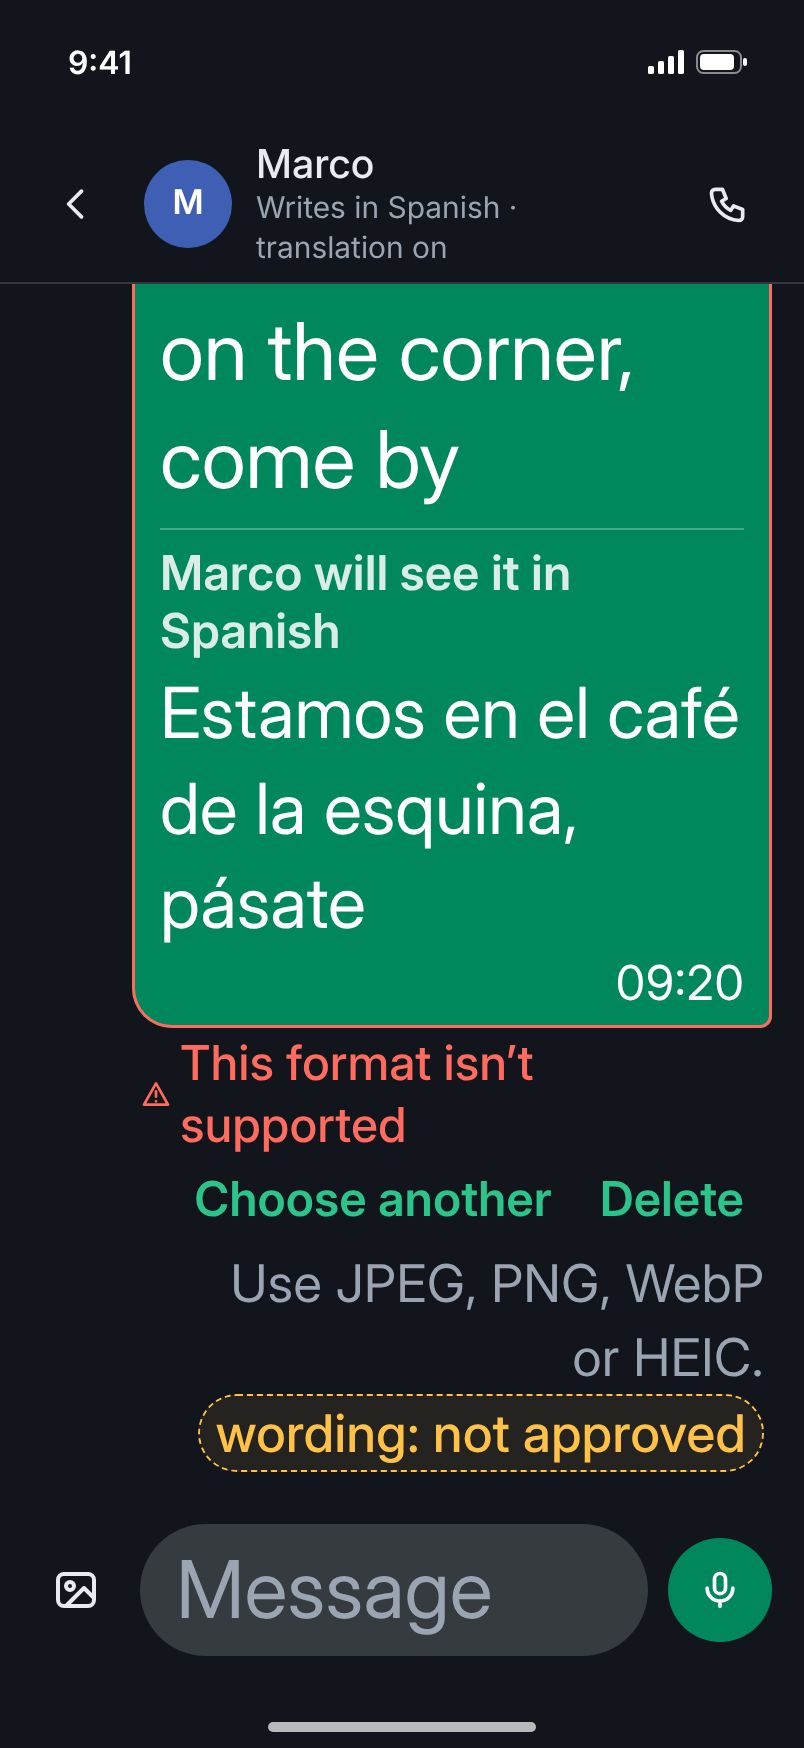 9:41
M
Marco
Writes in Spanish ·
translation on
on the corner,
come by
Marco will see it in
Spanish
Estamos en el café
de la esquina,
pásate
09:20
This format isn’t
supported
Choose another Delete
Use JPEG, PNG, WebP
or HEIC.
wording: not approved
Message